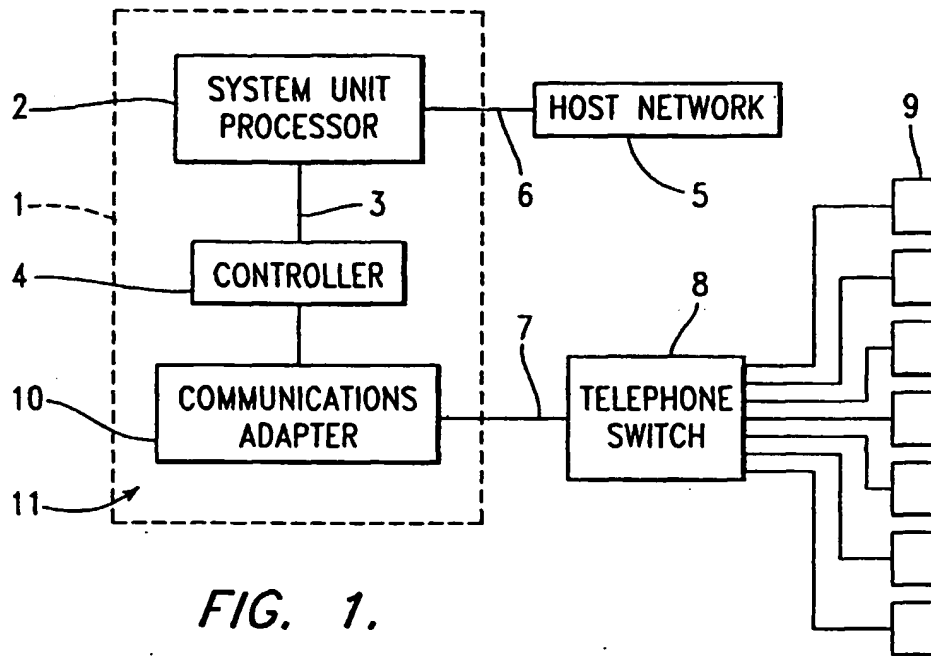 SYSTEM UNIT
PROCESSOR
2
HOST NETWORK
9
1
3
6
5
4
CONTROLLER
8
7
10
COMMUNICATIONS
ADAPTER
TELEPHONE
SWITCH
11
FIG. 1.